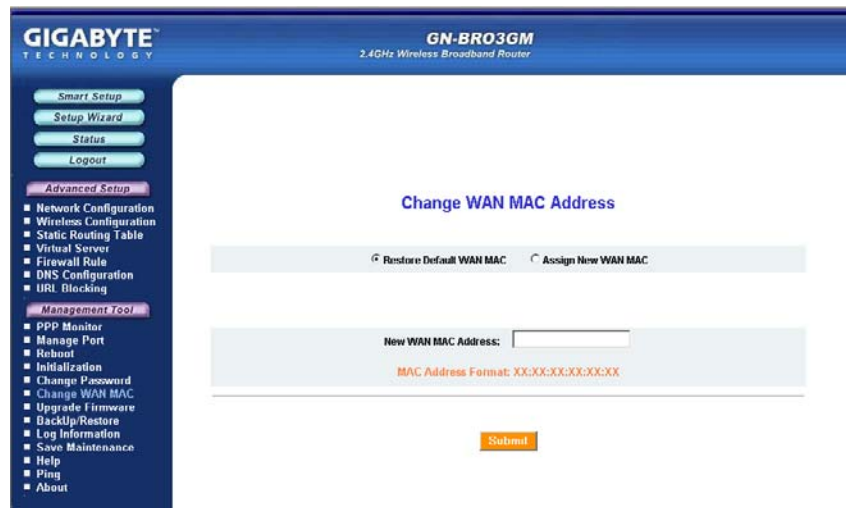 GIGABYTE™
TECHNOLOGY
GN-BRO3GM
2.4GHz Wireless Broadband Router
Smart Setup
Setup Wizard
Status
Logout
Advanced Setup
Network Configuration
Wireless Configuration
Static Routing Table
Virtual Server
Firewall Rule
DNS Configuration
URL Blocking
Management Tool
PPP Monitor
Manage Port
Reboot
Initialization
Change Password
Change WAN MAC
Upgrade Firmware
BackUp/Restore
Log Information
Save Maintenance
Help
Ping
About
Change WAN MAC Address
Restore Default WAN MAC Assign New WAN MAC
New WAN MAC Address:
MAC Address Format: XX:XX:XX:XX:XX:XX
Submit